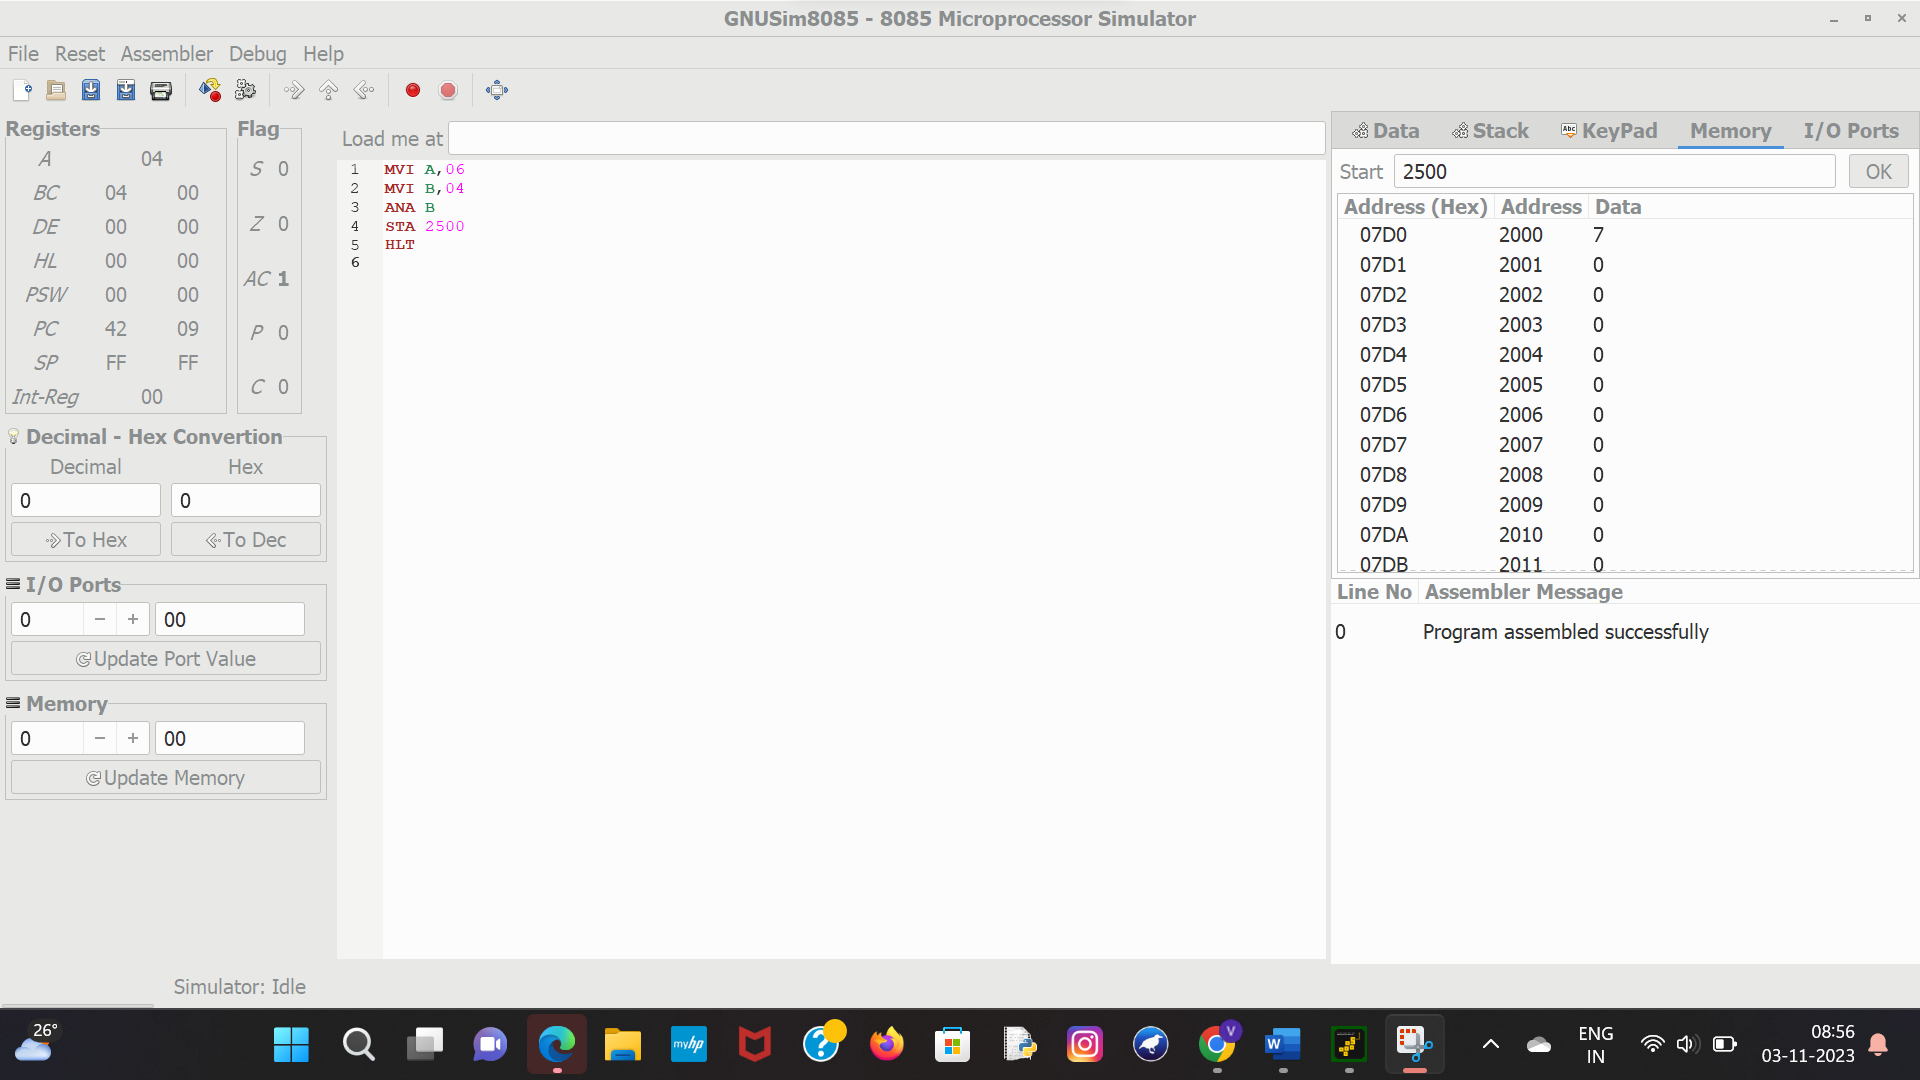 GNUSim8085 - 8085 Microprocessor Simulator
File Reset Assembler Debug Help
Registers
A 04
BC 04 00
DE 00 00
HL 00 00
PSW 00 00
PC 42 09
SP FF FF
Int-Reg 00
Flag
S 0
Z 0
AC 1
P 0
C 0
Decimal - Hex Convertion
Decimal Hex
0 0
To Hex To Dec
I/O Ports
0 − + 00
Update Port Value
Memory
0 − + 00
Update Memory
Simulator: Idle
Load me at
1 MVI A,06
2 MVI B,04
3 ANA B
4 STA 2500
5 HLT
6
Data Stack Abc KeyPad Memory I/O Ports
Start 2500 OK
Address (Hex) Address Data
07D0 2000 7
07D1 2001 0
07D2 2002 0
07D3 2003 0
07D4 2004 0
07D5 2005 0
07D6 2006 0
07D7 2007 0
07D8 2008 0
07D9 2009 0
07DA 2010 0
07DB 2011 0
Line No Assembler Message
0 Program assembled successfully
26°
myhp
V
W
ENG
IN
08:56
03-11-2023